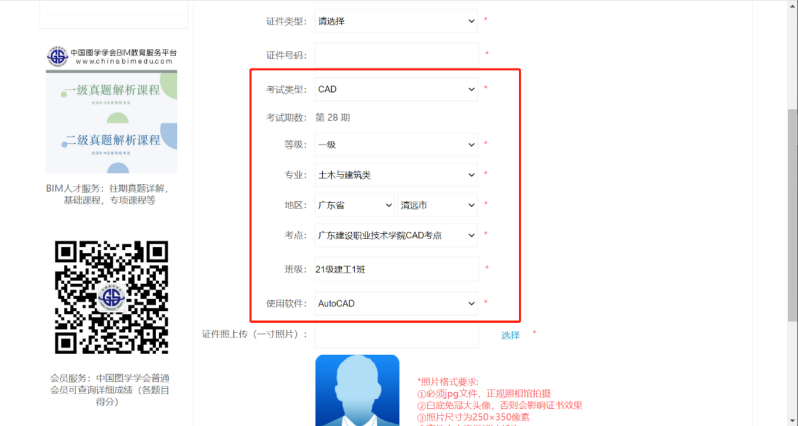 中国图学学会BIM教育服务平台
www.chinabimedu.com
一级真题解析课程
二级真题解析课程
BIM人才服务：往期真题详解，
基础课程，专项课程等
会员服务：中国图学学会普通
会员可查询详细成绩（各题目
得分）
证件类型： 请选择 *
证件号码： *
考试类型： CAD *
考试期数： 第 28 期
等级： 一级 *
专业： 土木与建筑类 *
地区： 广东省 清远市 *
考点： 广东建设职业技术学院CAD考点 *
班级： 21级建工1班
使用软件： AutoCAD *
证件照上传（一寸照片）： 选择 *
*照片格式要求:
①必须jpg文件，正规照相馆拍摄
②白底免冠大头像，否则会影响证书效果
③照片尺寸为250×350像素